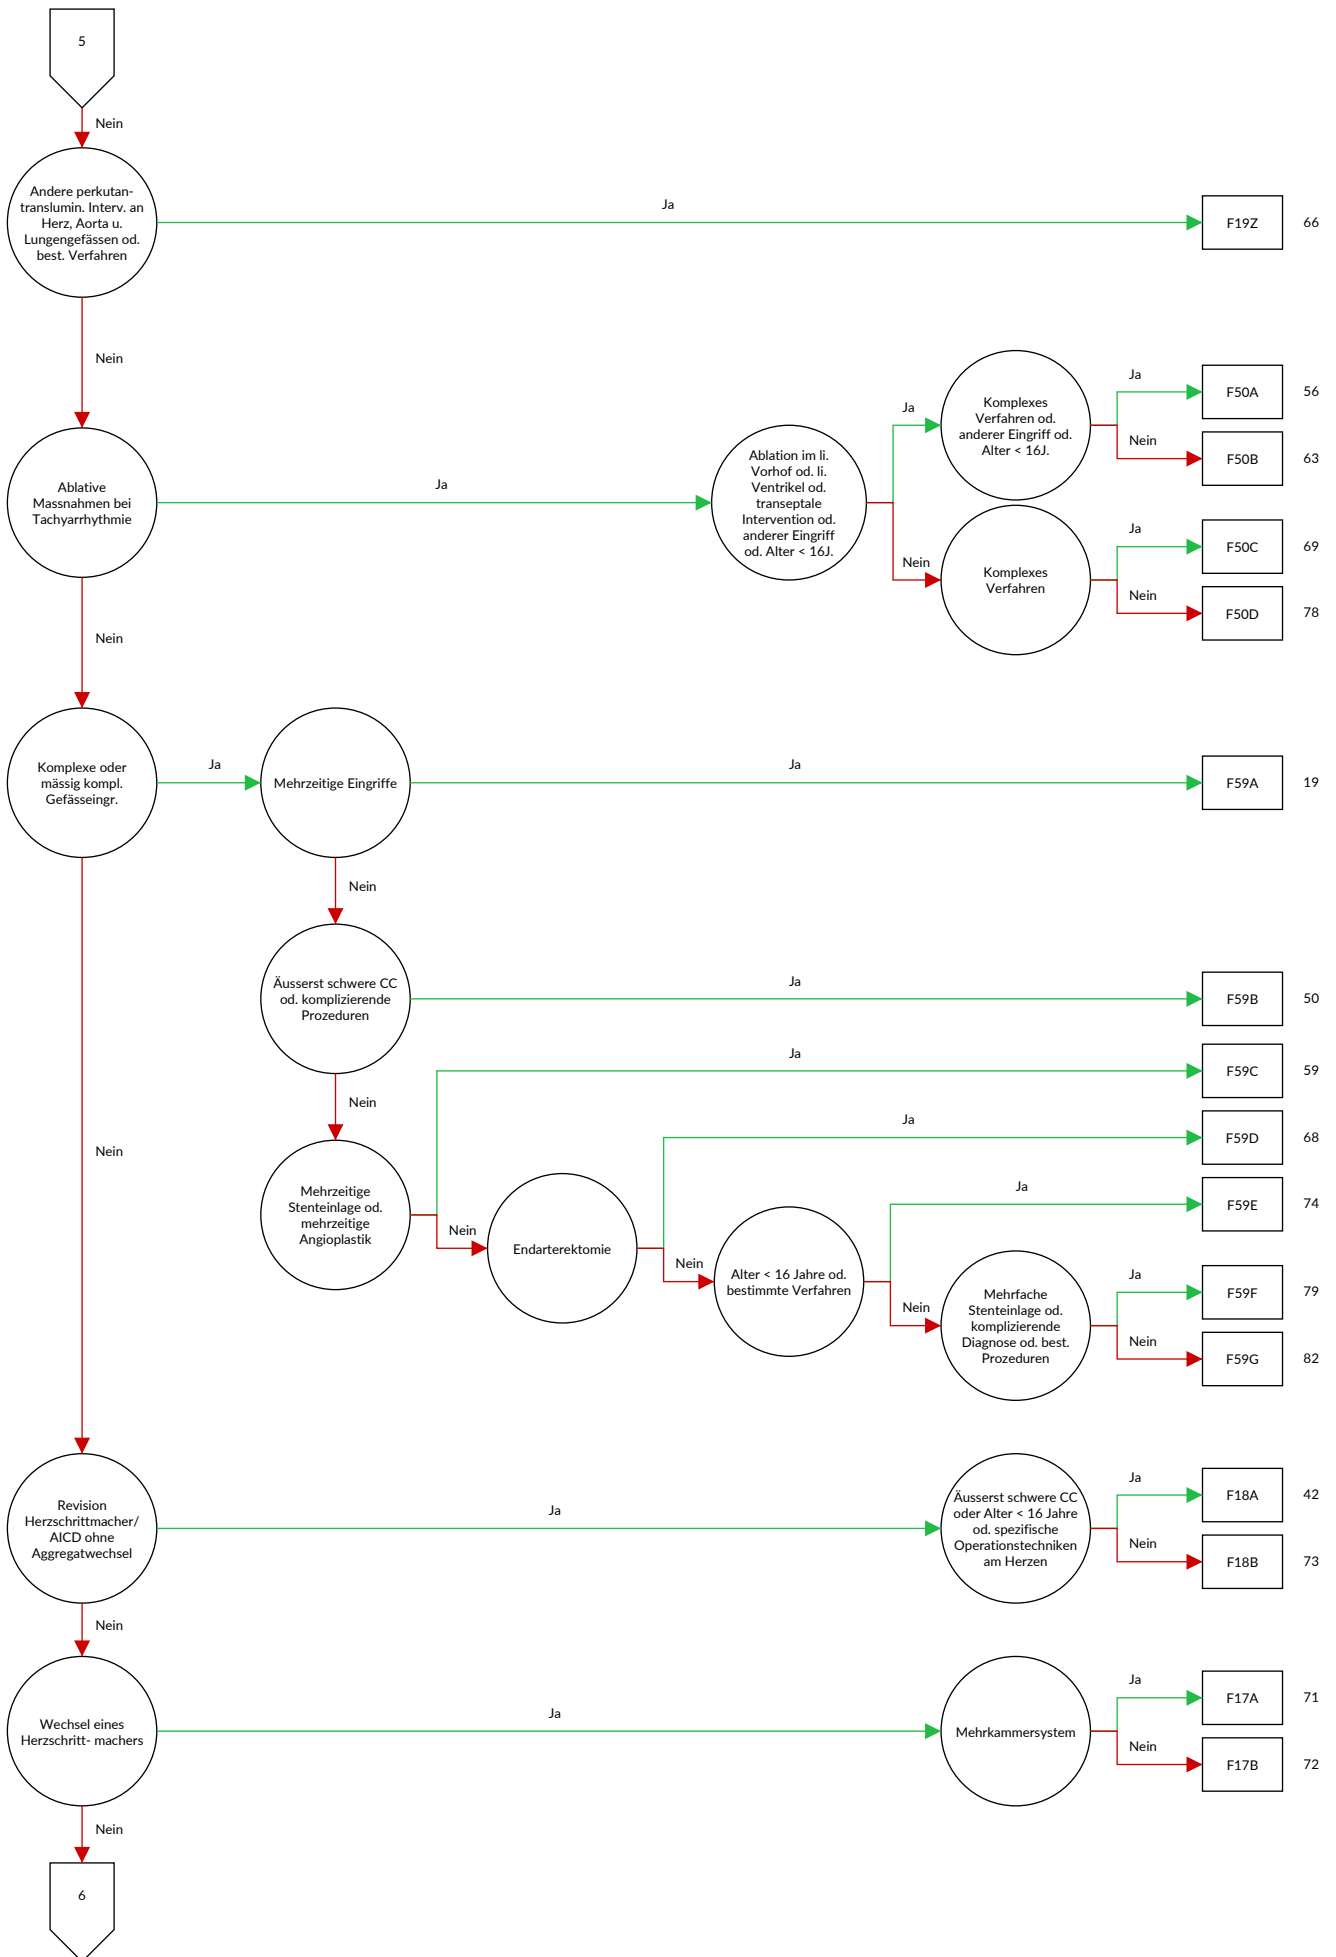 5
Nein
Andere perkutan-
translumin. Interv. an
Herz, Aorta u.
Lungengefässen od.
best. Verfahren
Ja
F19Z 66
Nein
Ablative
Massnahmen bei
Tachyarrhythmie
Ja
Ablation im li.
Vorhof od. li.
Ventrikel od.
transeptale
Intervention od.
anderer Eingriff
od. Alter < 16J.
Ja
Komplexes
Verfahren od.
anderer Eingriff od.
Alter < 16J.
Ja
F50A 56
Nein
F50B 63
Nein
Komplexes
Verfahren
Ja
F50C 69
Nein
F50D 78
Nein
Komplexe oder
mässig kompl.
Gefässeingr.
Ja
Mehrzeitige Eingriffe
Ja
F59A 19
Nein
Äusserst schwere CC
od. komplizierende
Prozeduren
Ja
F59B 50
Nein
Mehrzeitige
Stenteinlage od.
mehrzeitige
Angioplastik
Ja
F59C 59
Nein
Endarterektomie
Ja
F59D 68
Nein
Alter < 16 Jahre od.
bestimmte Verfahren
Ja
F59E 74
Nein
Mehrfache
Stenteinlage od.
komplizierende
Diagnose od. best.
Prozeduren
Ja
F59F 79
Nein
F59G 82
Nein
Revision
Herzschrittmacher/
AICD ohne
Aggregatwechsel
Ja
Äusserst schwere CC
oder Alter < 16 Jahre
od. spezifische
Operationstechniken
am Herzen
Ja
F18A 42
Nein
F18B 73
Nein
Wechsel eines
Herzschritt- machers
Ja
Mehrkammersystem
Ja
F17A 71
Nein
F17B 72
Nein
6